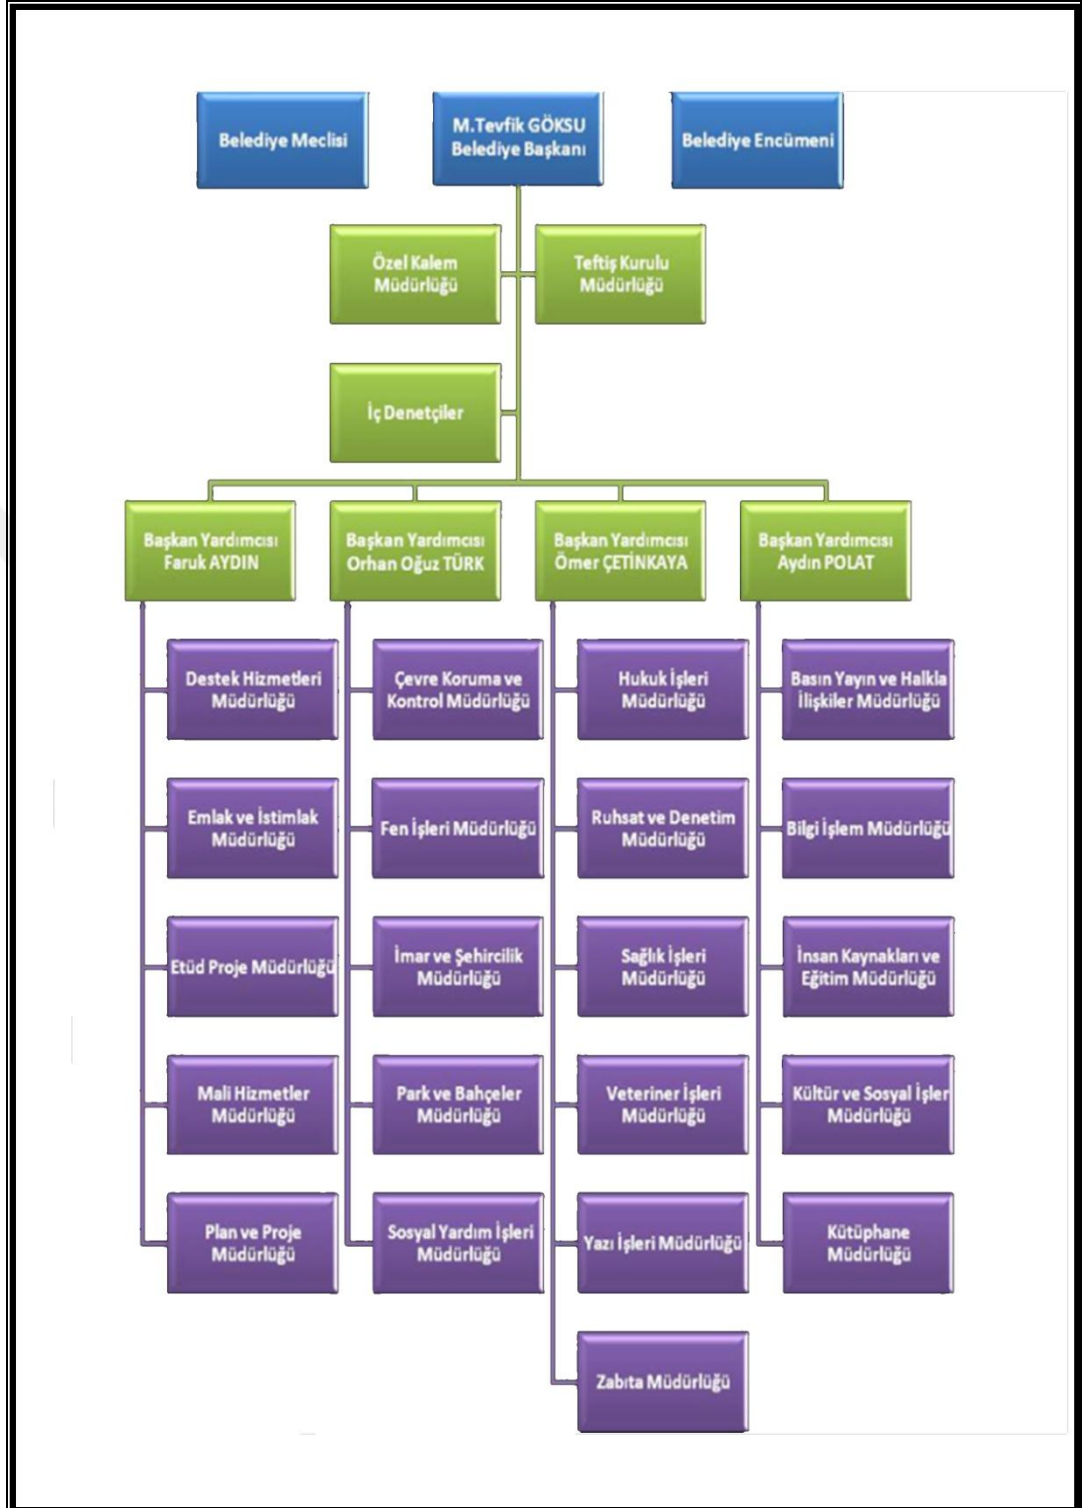 Belediye Meclisi
M.Tevfik GÖKSU
Belediye Başkanı
Belediye Encümeni
Özel Kalem
Müdürlüğü
Teftiş Kurulu
Müdürlüğü
İç Denetçiler
Başkan Yardımcısı
Faruk AYDIN
Başkan Yardımcısı
Orhan Oğuz TÜRK
Başkan Yardımcısı
Ömer ÇETİNKAYA
Başkan Yardımcısı
Aydın POLAT
Destek Hizmetleri
Müdürlüğü
Çevre Koruma ve
Kontrol Müdürlüğü
Hukuk İşleri
Müdürlüğü
Basın Yayın ve Halkla
İlişkiler Müdürlüğü
Emlak ve İstimlak
Müdürlüğü
Fen İşleri Müdürlüğü
Ruhsat ve Denetim
Müdürlüğü
Bilgi İşlem Müdürlüğü
Etüd Proje Müdürlüğü
İmar ve Şehircilik
Müdürlüğü
Sağlık İşleri
Müdürlüğü
İnsan Kaynakları ve
Eğitim Müdürlüğü
Mali Hizmetler
Müdürlüğü
Park ve Bahçeler
Müdürlüğü
Veteriner İşleri
Müdürlüğü
Kültür ve Sosyal İşler
Müdürlüğü
Plan ve Proje
Müdürlüğü
Sosyal Yardım İşleri
Müdürlüğü
Yazı İşleri Müdürlüğü
Kütüphane
Müdürlüğü
Zabıta Müdürlüğü